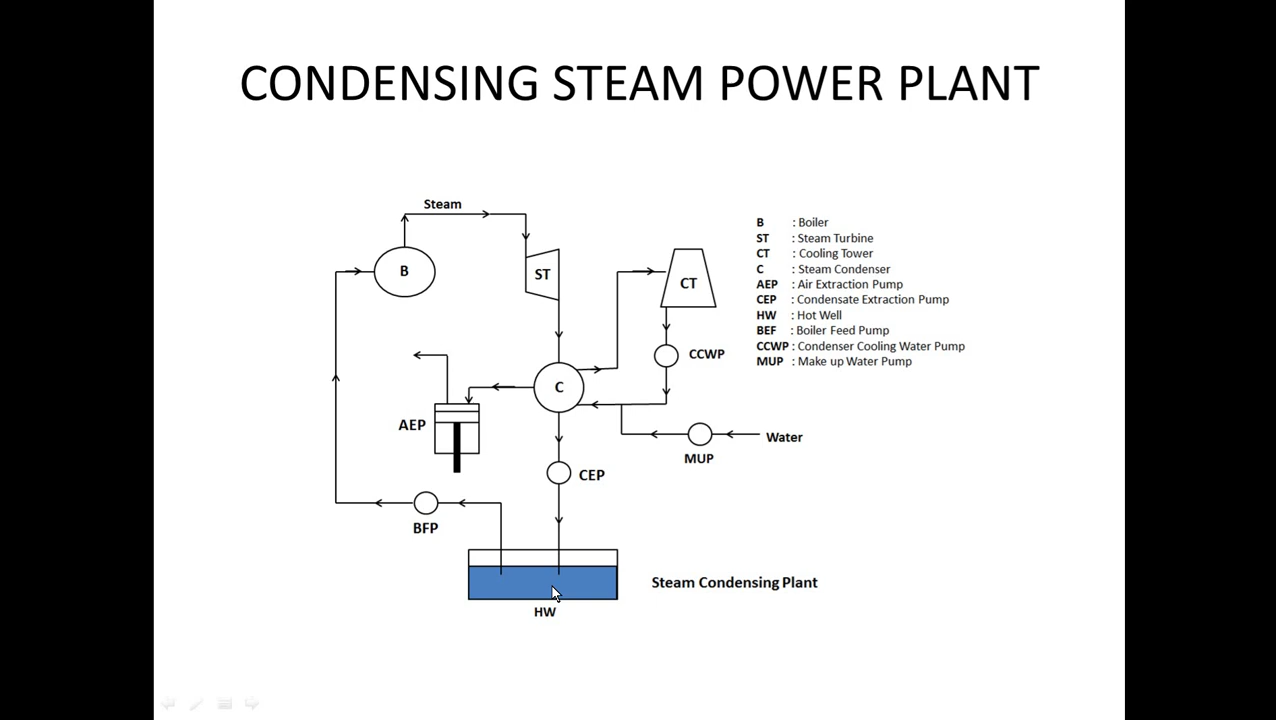 CONDENSING STEAM POWER PLANT
Steam
B
ST
CT
CCWP
C
AEP
Water
MUP
CEP
BFP
Steam Condensing Plant
HW
B : Boiler
ST : Steam Turbine
CT : Cooling Tower
C : Steam Condenser
AEP : Air Extraction Pump
CEP : Condensate Extraction Pump
HW : Hot Well
BEF : Boiler Feed Pump
CCWP : Condenser Cooling Water Pump
MUP : Make up Water Pump